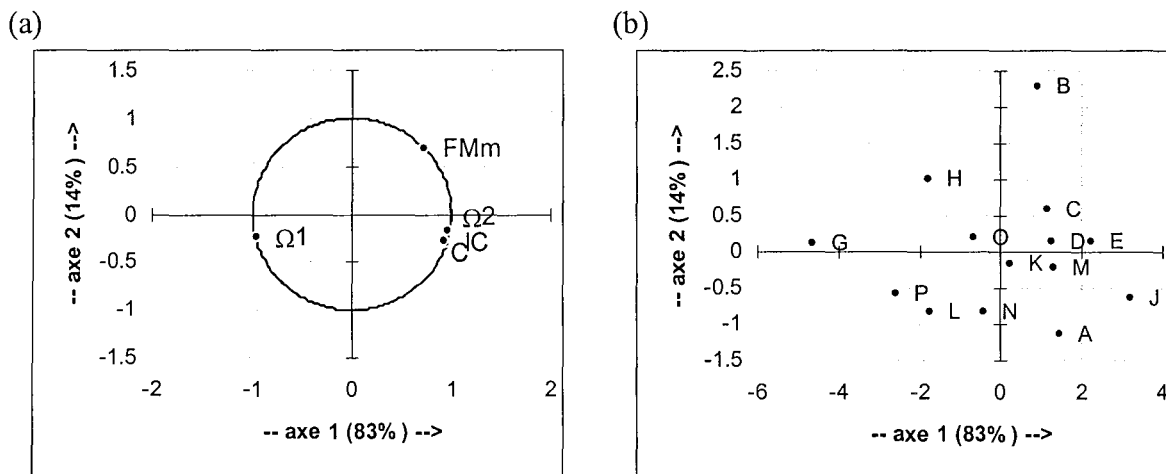 (a)
1.5
1
0.5
0
-0.5
-1
-1.5
-2
-1
0
1
2
-- axe 2 (14% ) -->
-- axe 1 (83% ) -->
FMm
Ω1
Ω2
IC
C
(b)
2.5
2
1.5
1
0.5
0
-0.5
-1
-1.5
-6
-4
-2
0
2
4
-- axe 2 (14% ) -->
-- axe 1 (83% ) -->
B
H
C
G
O
D
E
K
M
P
L
N
J
A